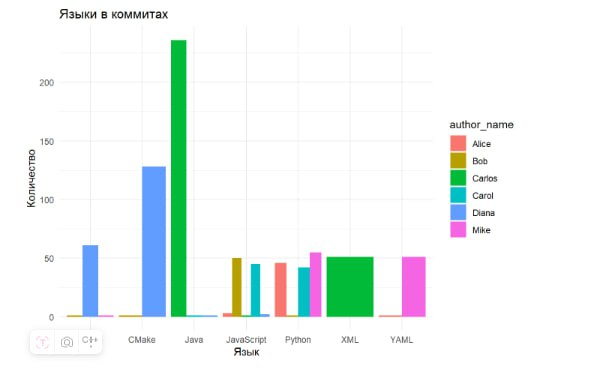 Языки в коммитах
200
150
100
50
0
Количество
C++
CMake
Java
JavaScript
Python
XML
YAML
Язык
author_name
Alice
Bob
Carlos
Carol
Diana
Mike